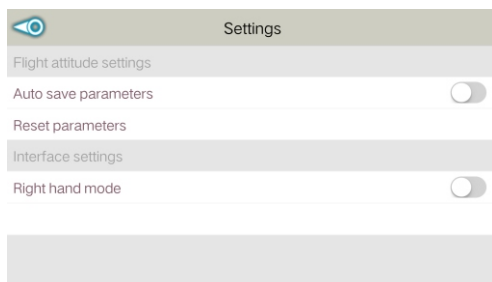 Settings
Flight attitude settings
Auto save parameters
Reset parameters
Interface settings
Right hand mode